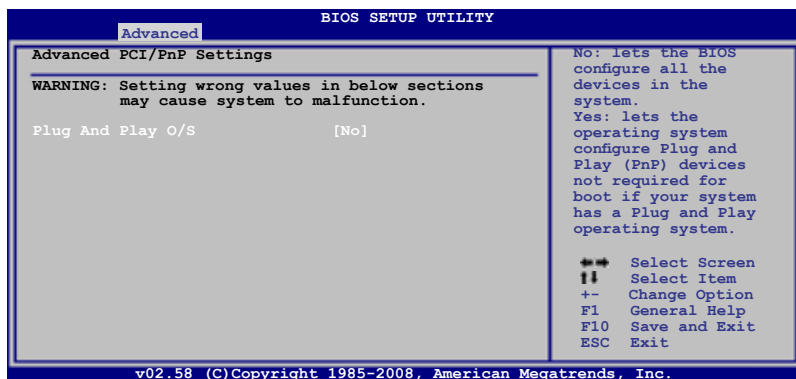 BIOS SETUP UTILITY
Advanced
Advanced PCI/PnP Settings
WARNING: Setting wrong values in below sections
may cause system to malfunction.
Plug And Play O/S [No]
No: lets the BIOS
configure all the
devices in the
system.
Yes: lets the
operating system
configure Plug and
Play (PnP) devices
not required for
boot if your system
has a Plug and Play
operating system.
←→ Select Screen
↑↓ Select Item
+- Change Option
F1 General Help
F10 Save and Exit
ESC Exit
v02.58 (C)Copyright 1985-2008, American Megatrends, Inc.